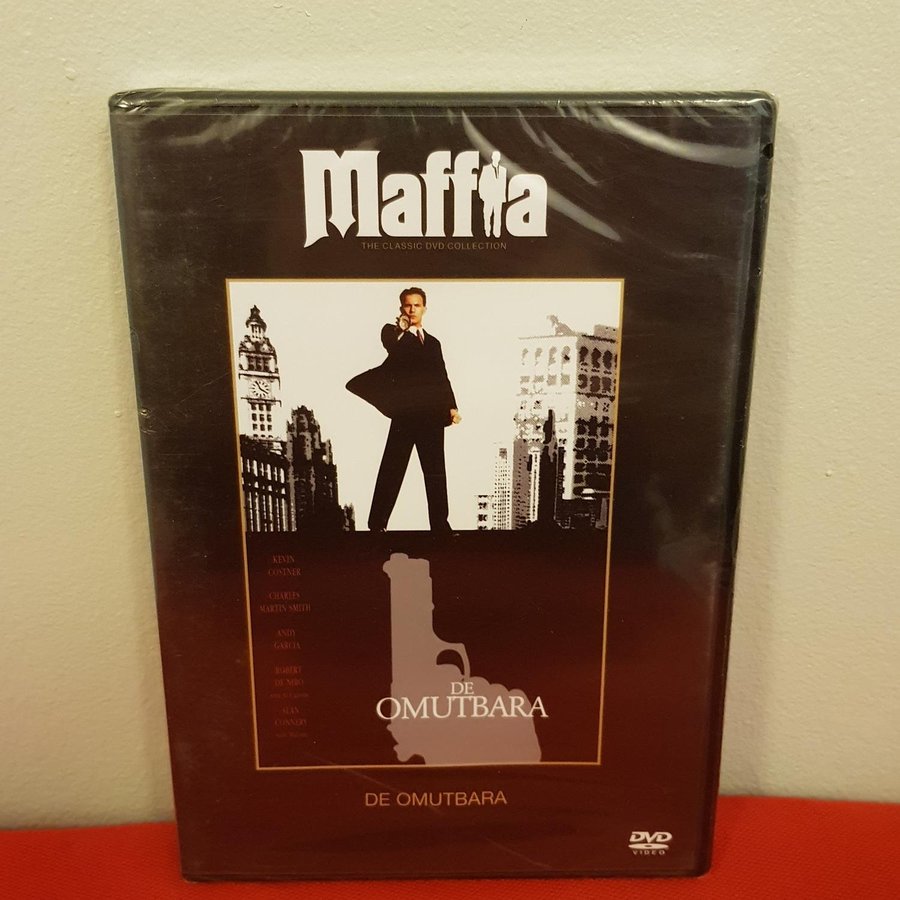 Maffia
THE CLASSIC DVD COLLECTION
KEVIN
COSTNER
CHARLES
MARTIN SMITH
ANDY
GARCIA
ROBERT
DE NIRO
SEAN
CONNERY
DE
OMUTBARA
DE OMUTBARA
DVD
VIDEO